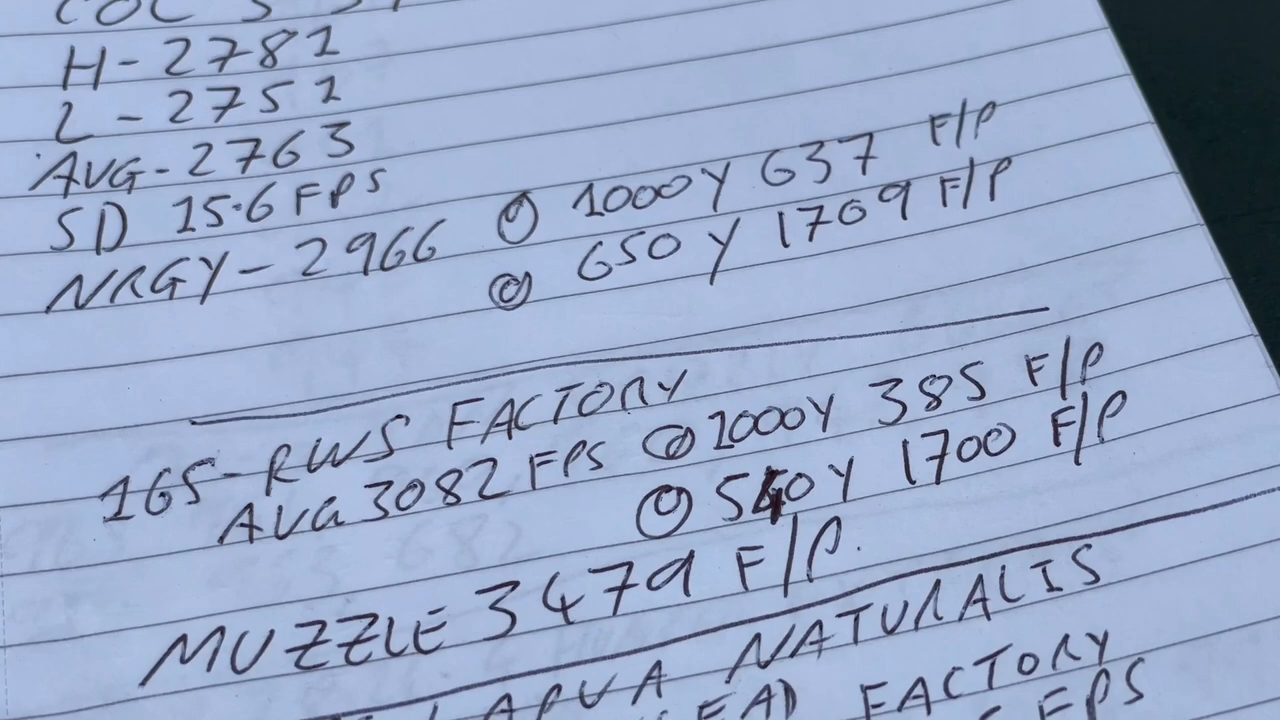 H-2781
L-2751
AVG-2763
SD 15.6 FPS
NRGY-2966 @ 1000Y 637 F/P
@ 650Y 1709 F/P
165-RWS FACTORY
AVG 3082 FPS @ 1000Y 385 F/P
@ 540Y 1700 F/P
MUZZLE 3479 F/P.
NATURALIS
FACTORY
FPS